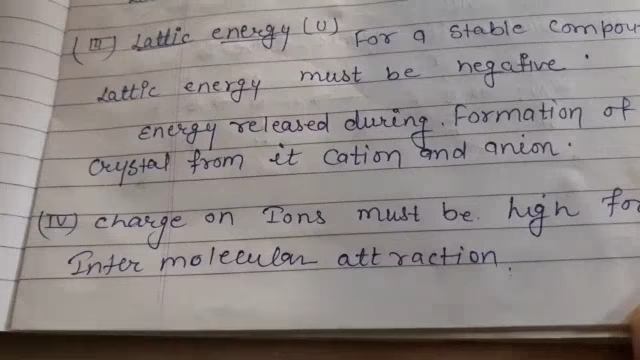 (III) Lattic energy (U) For a stable compou
Lattic energy must be negative.
Energy released during. Formation of
crystal from it cation and anion.
(IV) charge on Ions must be. high for
Inter molecular attraction.